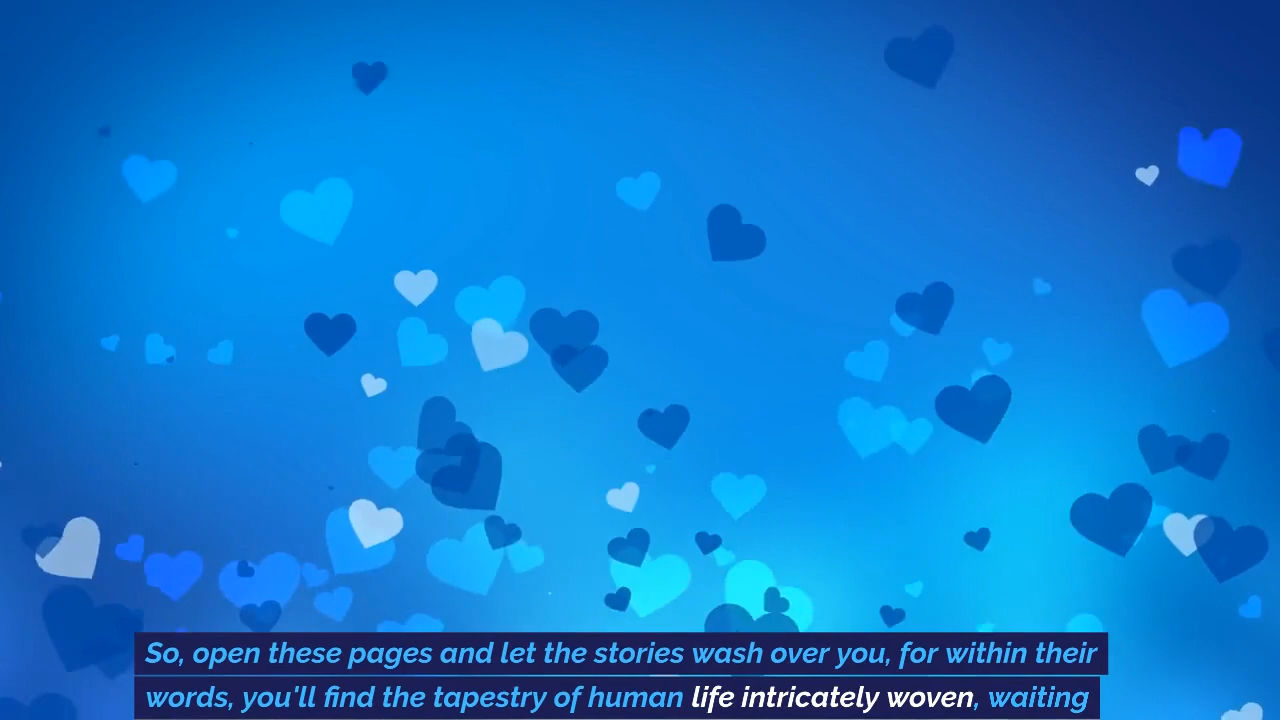 So, open these pages and let the stories wash over you, for within their
words, you'll find the tapestry of human life intricately woven, waiting